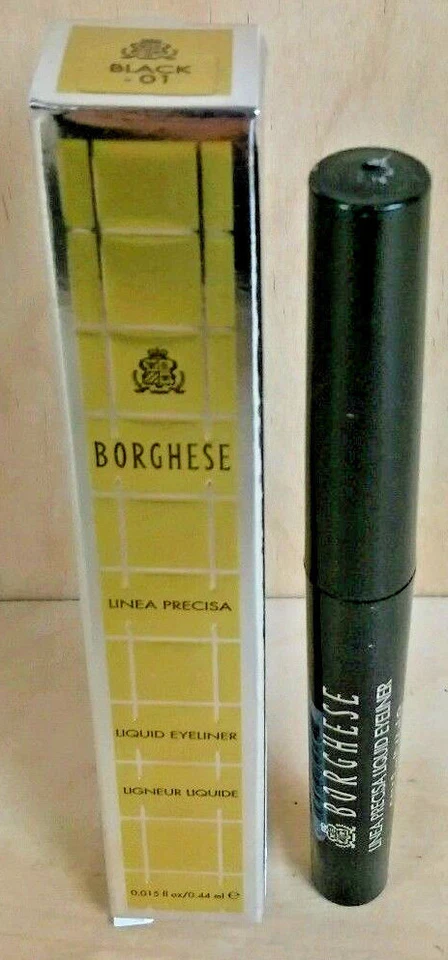 BLACK
- 01
BORGHESE
LINEA PRECISA
LIQUID EYELINER
LIGNEUR LIQUIDE
0.015 fl oz/0.44 ml ℮
BORGHESE
LINEA PRECISA LIQUID EYELINER